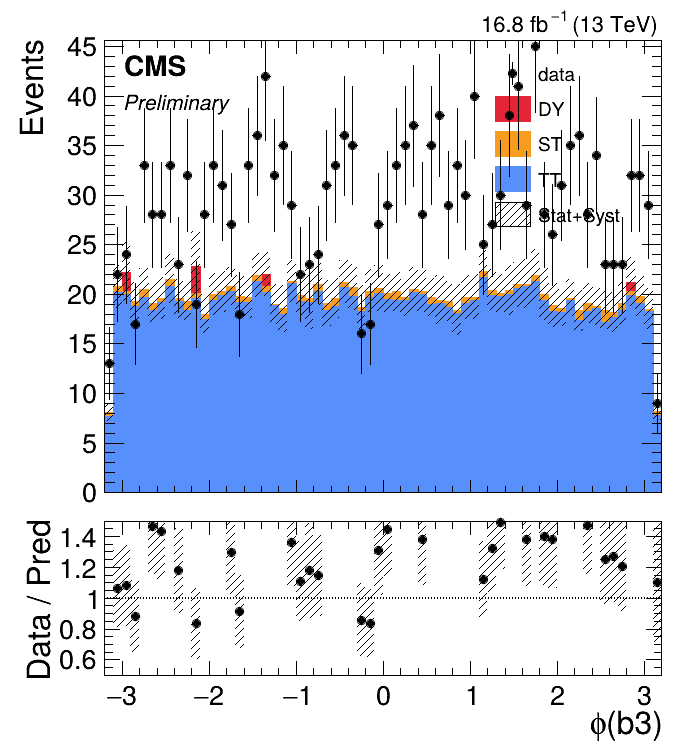 16.8 fb⁻¹ (13 TeV)
CMS
Preliminary
data
DY
ST
TT
Stat+Syst
Events
45
40
35
30
25
20
15
10
5
0
Data / Pred
1.4
1.2
1
0.8
0.6
−3 −2 −1 0 1 2 3
ϕ(b3)